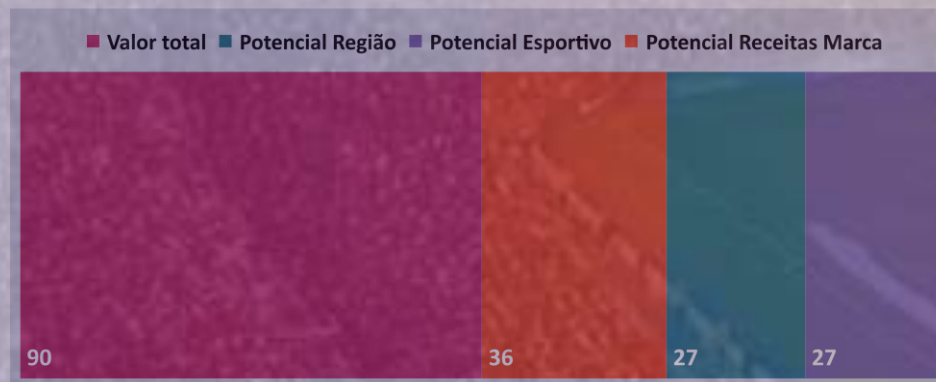 Valor total Potencial Região Potencial Esportivo Potencial Receitas Marca
90 36 27 27